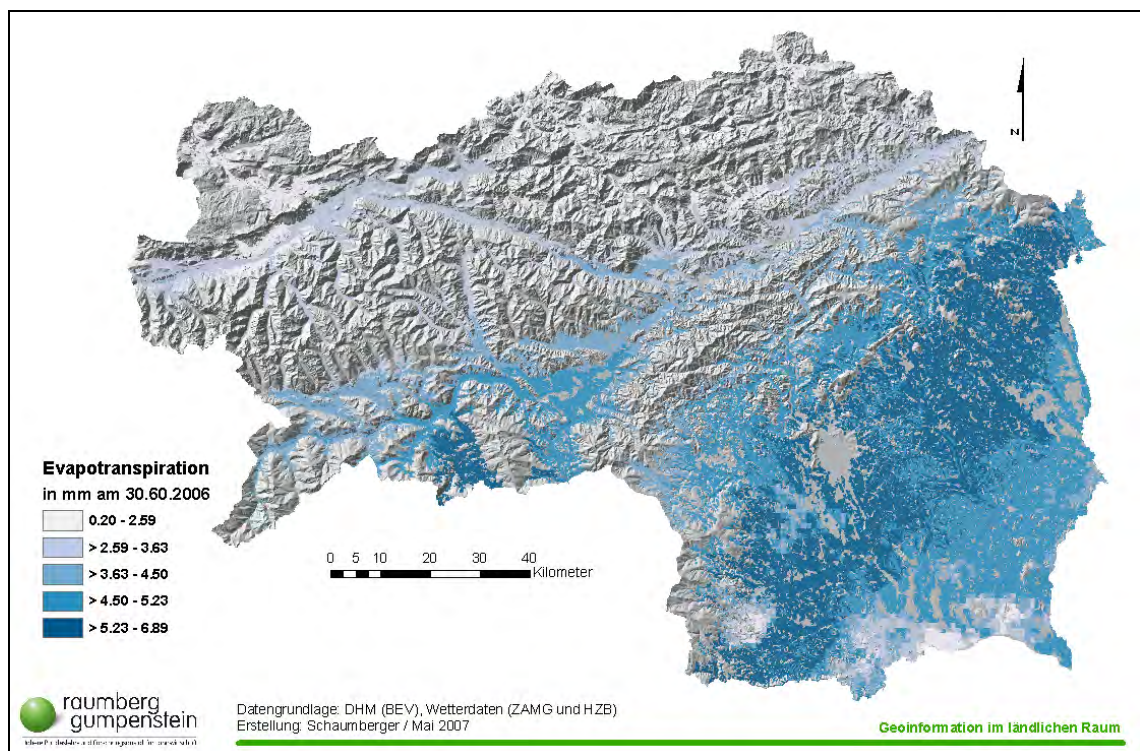 N
Evapotranspiration
in mm am 30.60.2006
0.20 - 2.59
> 2.59 - 3.63
> 3.63 - 4.50
> 4.50 - 5.23
> 5.23 - 6.89
0 5 10 20 30 40
Kilometer
raumberg
gumpenstein
Datengrundlage: DHM (BEV), Wetterdaten (ZAMG und HZB)
Erstellung: Schaumberger / Mai 2007
Geoinformation im ländlichen Raum